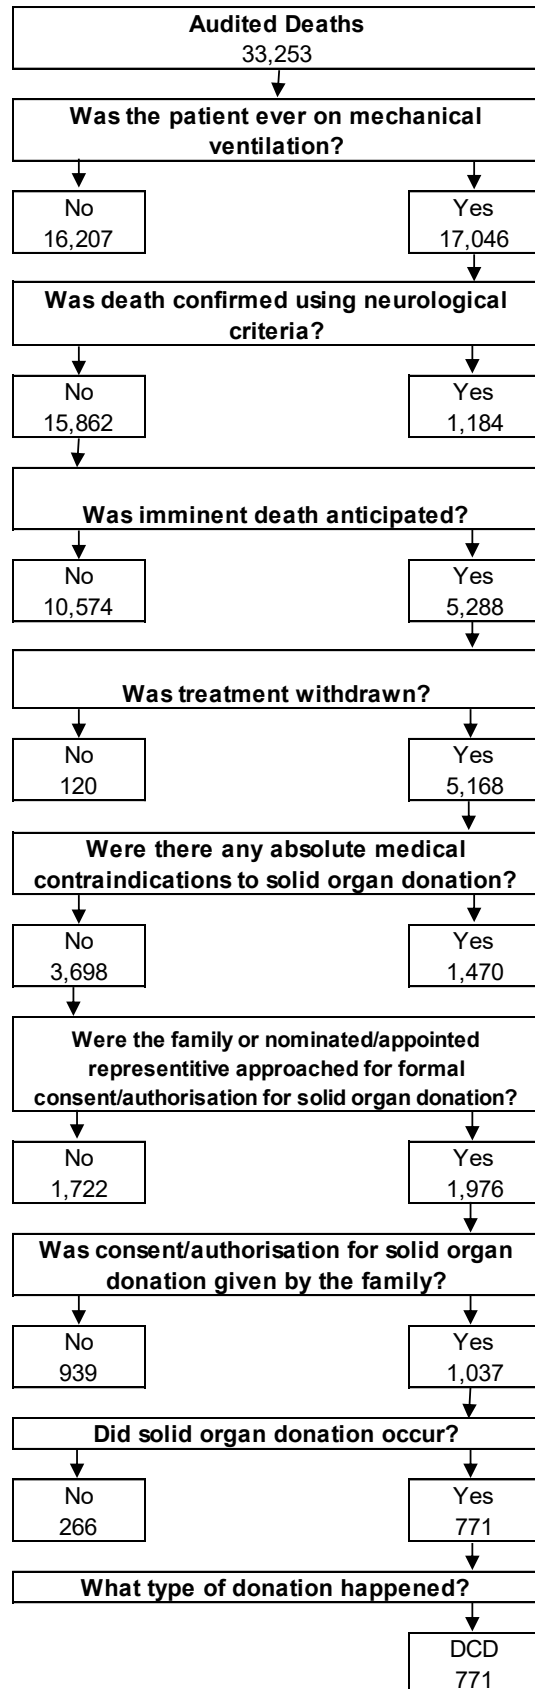 Audited Deaths
33,253
Was the patient ever on mechanical
ventilation?
No
16,207
Yes
17,046
Was death confirmed using neurological
criteria?
No
15,862
Yes
1,184
Was imminent death anticipated?
No
10,574
Yes
5,288
Was treatment withdrawn?
No
120
Yes
5,168
Were there any absolute medical
contraindications to solid organ donation?
No
3,698
Yes
1,470
Were the family or nominated/appointed
representitive approached for formal
consent/authorisation for solid organ donation?
No
1,722
Yes
1,976
Was consent/authorisation for solid organ
donation given by the family?
No
939
Yes
1,037
Did solid organ donation occur?
No
266
Yes
771
What type of donation happened?
DCD
771